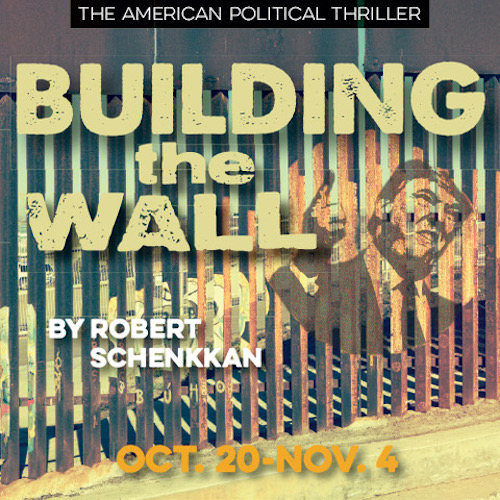 THE AMERICAN POLITICAL THRILLER
BUILDING
the
WALL
BY ROBERT
SCHENKKAN
OCT. 20-NOV. 4